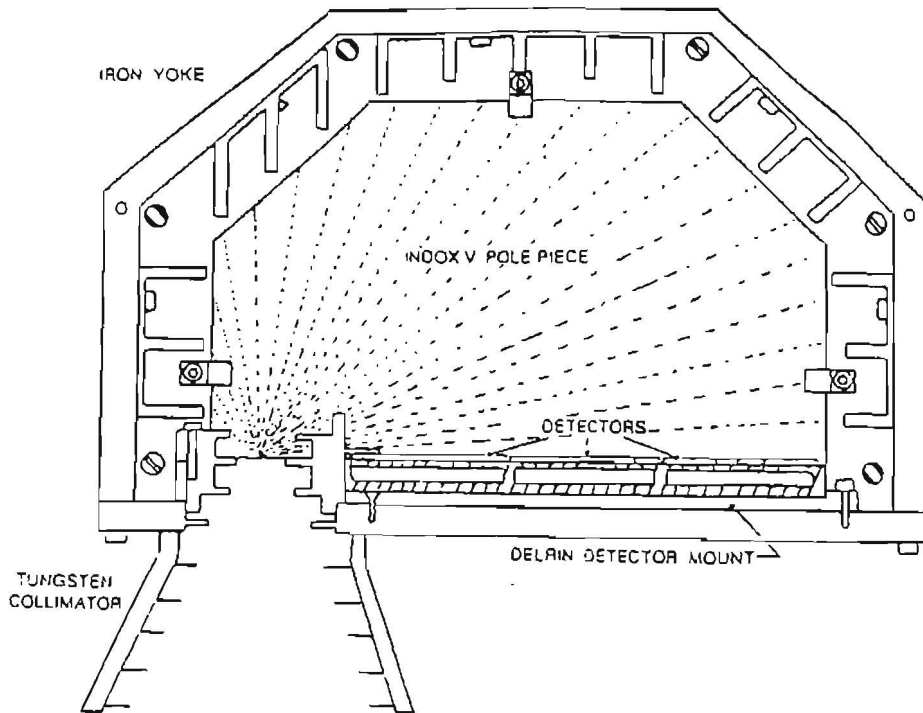 IRON YOKE
INDOX V POLE PIECE
DETECTORS
DELRIN DETECTOR MOUNT
TUNGSTEN
COLLIMATOR